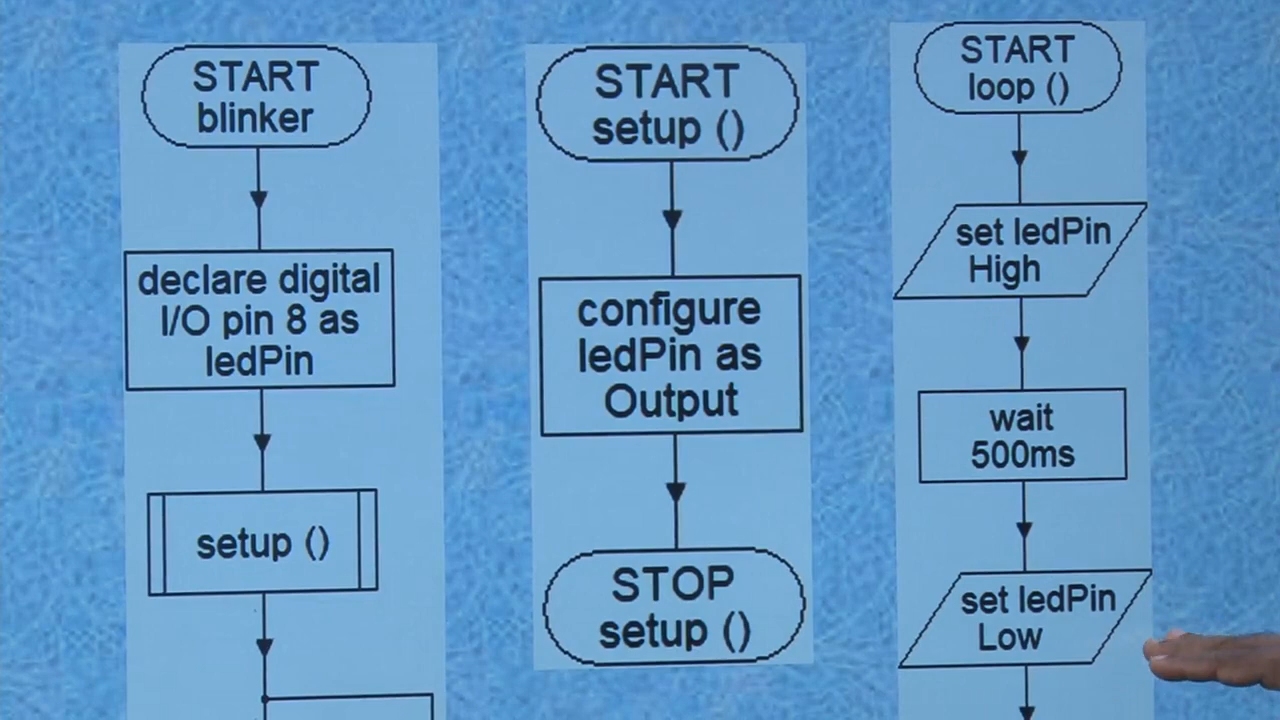 START
blinker
declare digital
I/O pin 8 as
ledPin
setup ()
START
setup ()
configure
ledPin as
Output
STOP
setup ()
START
loop ()
set ledPin
High
wait
500ms
set ledPin
Low